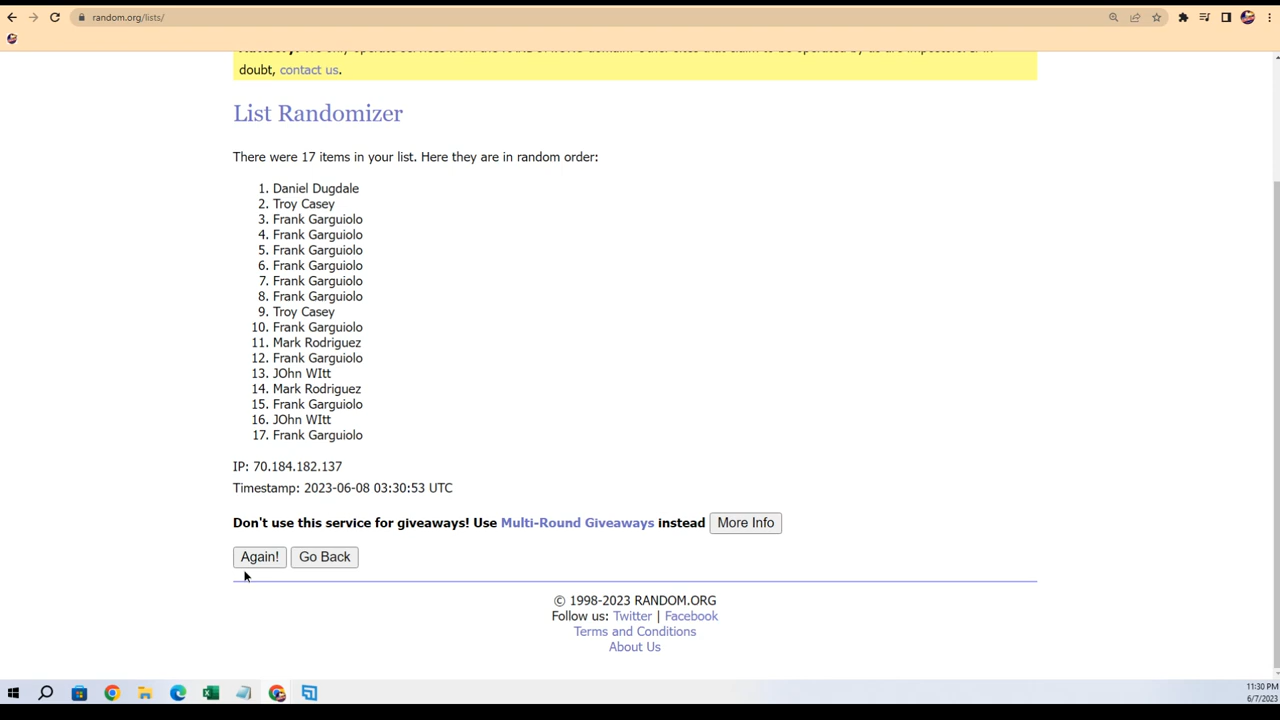 random.org/lists/
doubt, contact us.
List Randomizer
There were 17 items in your list. Here they are in random order:
1. Daniel Dugdale
2. Troy Casey
3. Frank Garguiolo
4. Frank Garguiolo
5. Frank Garguiolo
6. Frank Garguiolo
7. Frank Garguiolo
8. Frank Garguiolo
9. Troy Casey
10. Frank Garguiolo
11. Mark Rodriguez
12. Frank Garguiolo
13. JOhn WItt
14. Mark Rodriguez
15. Frank Garguiolo
16. JOhn WItt
17. Frank Garguiolo
IP: 70.184.182.137
Timestamp: 2023-06-08 03:30:53 UTC
Don't use this service for giveaways! Use Multi-Round Giveaways instead More Info
Again! Go Back
© 1998-2023 RANDOM.ORG
Follow us: Twitter | Facebook
Terms and Conditions
About Us
11:30 PM
6/7/2023